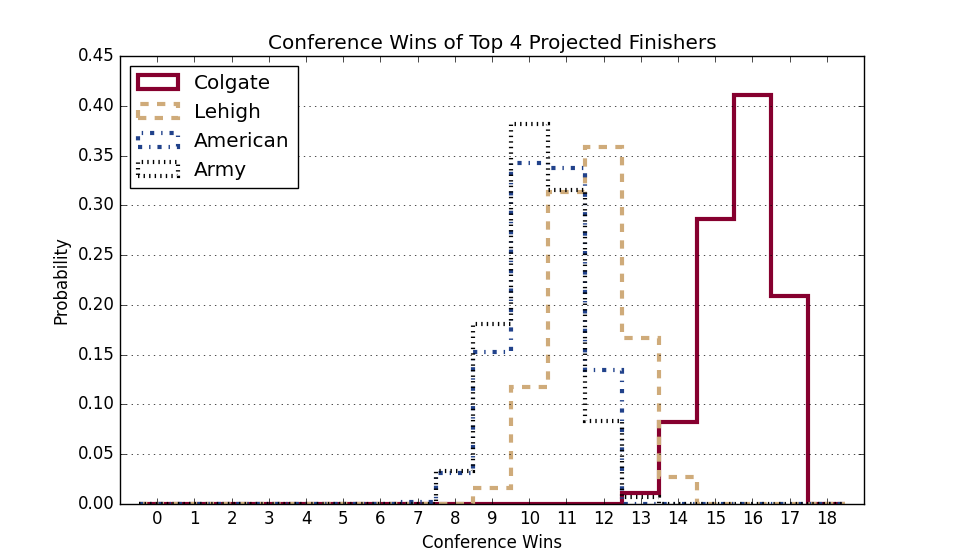 Conference Wins of Top 4 Projected Finishers
0.45
0.40
0.35
0.30
0.25
0.20
0.15
0.10
0.05
0.00
Probability
Colgate
Lehigh
American
Army
0 1 2 3 4 5 6 7 8 9 10 11 12 13 14 15 16 17 18
Conference Wins